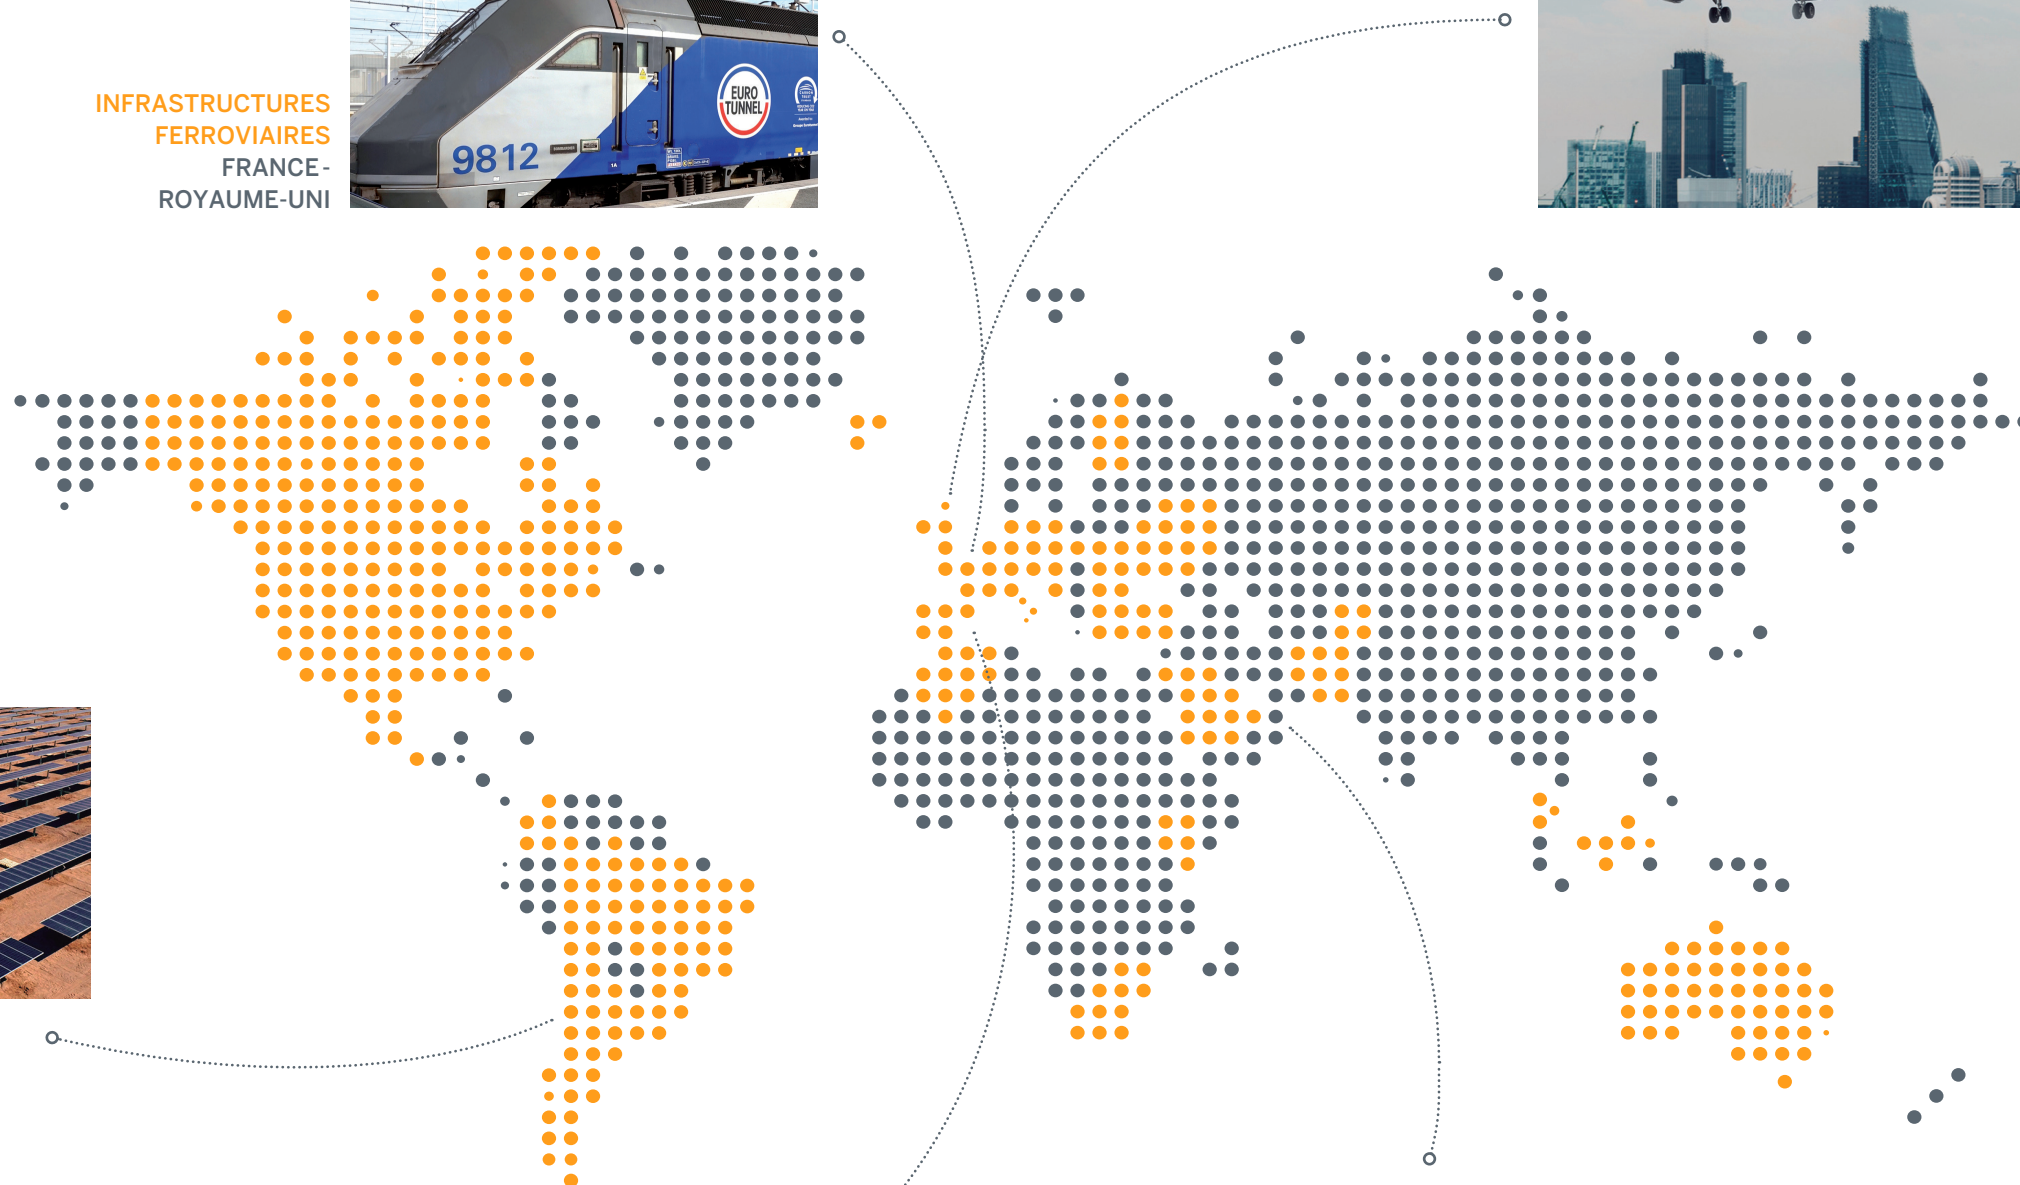 INFRASTRUCTURES
FERROVIAIRES
FRANCE-
ROYAUME-UNI
EURO
TUNNEL
9812